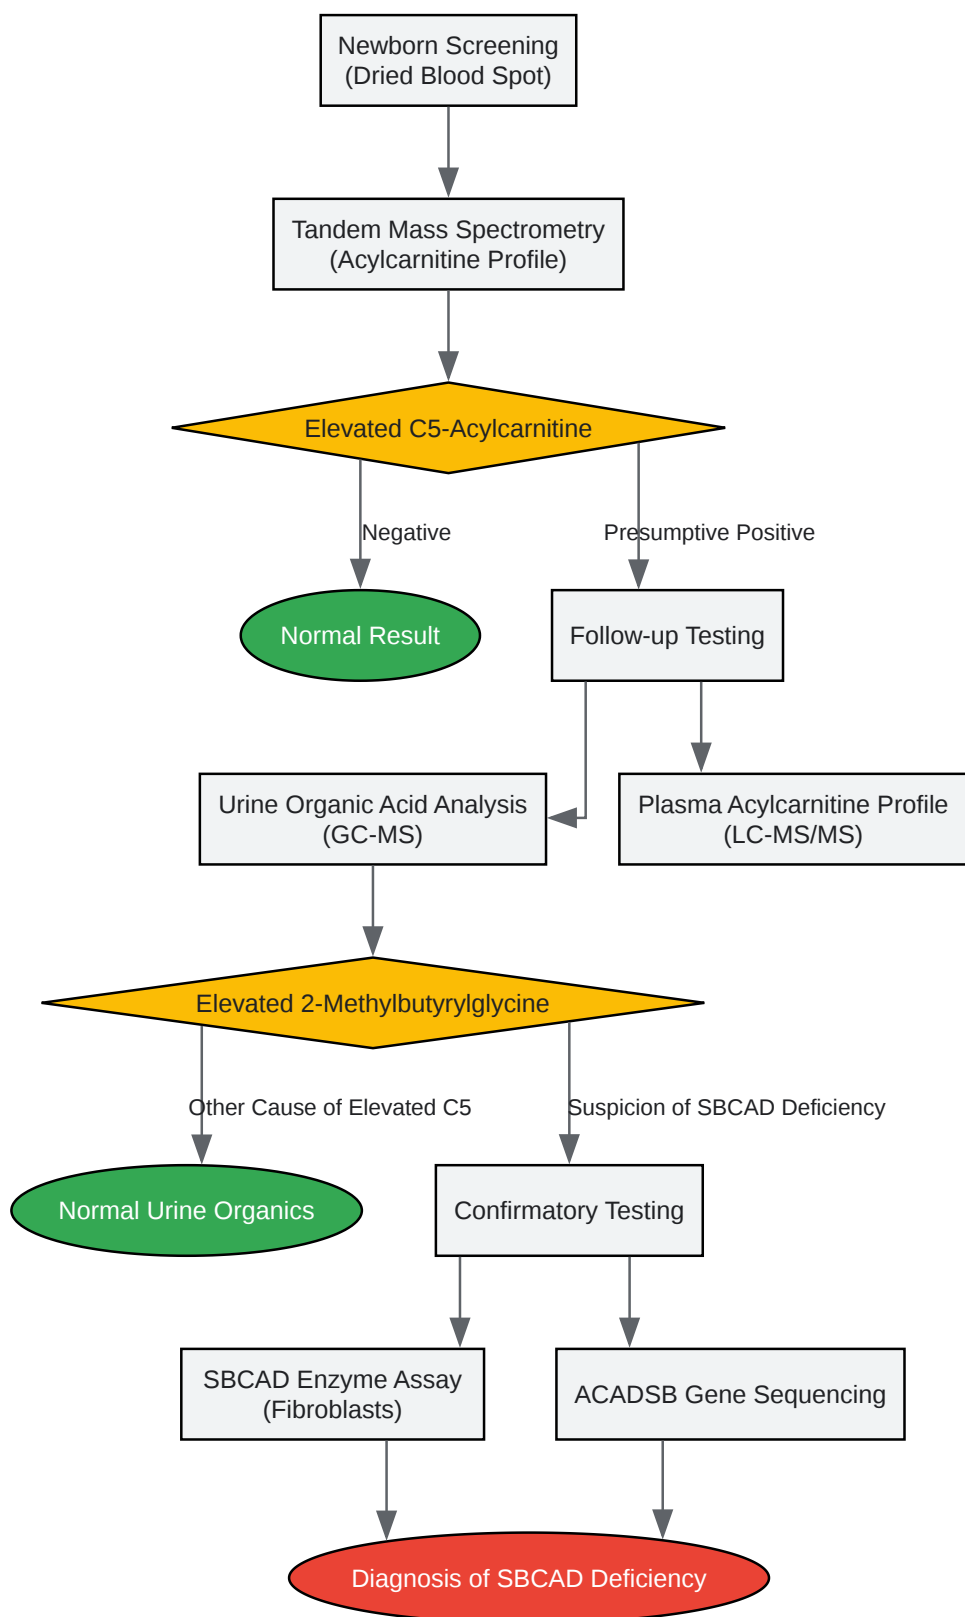 Newborn Screening
(Dried Blood Spot)
Tandem Mass Spectrometry
(Acylcarnitine Profile)
Elevated C5-Acylcarnitine
Negative
Presumptive Positive
Normal Result
Follow-up Testing
Urine Organic Acid Analysis
(GC-MS)
Plasma Acylcarnitine Profile
(LC-MS/MS)
Elevated 2-Methylbutyrylglycine
Other Cause of Elevated C5
Suspicion of SBCAD Deficiency
Normal Urine Organics
Confirmatory Testing
SBCAD Enzyme Assay
(Fibroblasts)
ACADSB Gene Sequencing
Diagnosis of SBCAD Deficiency